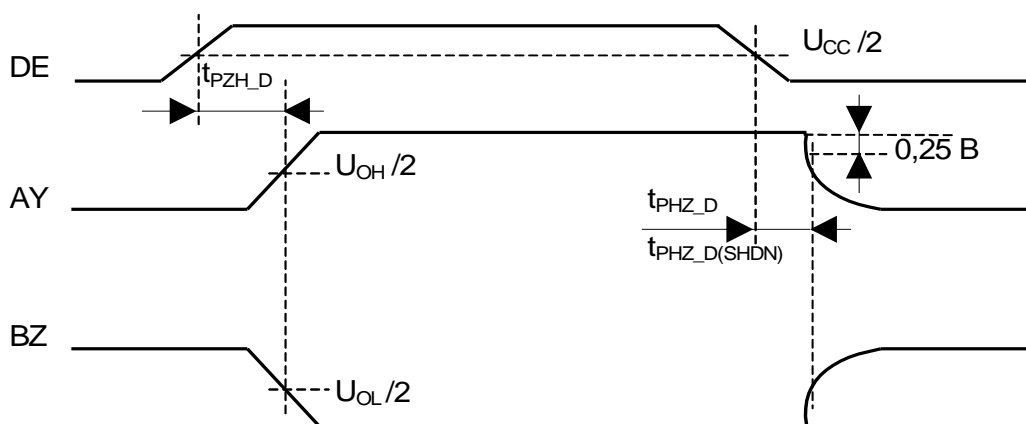 DE
U_CC /2
t_PZH_D
U_OH /2
0,25 В
AY
t_PHZ_D
t_PHZ_D(SHDN)
BZ
U_OL /2